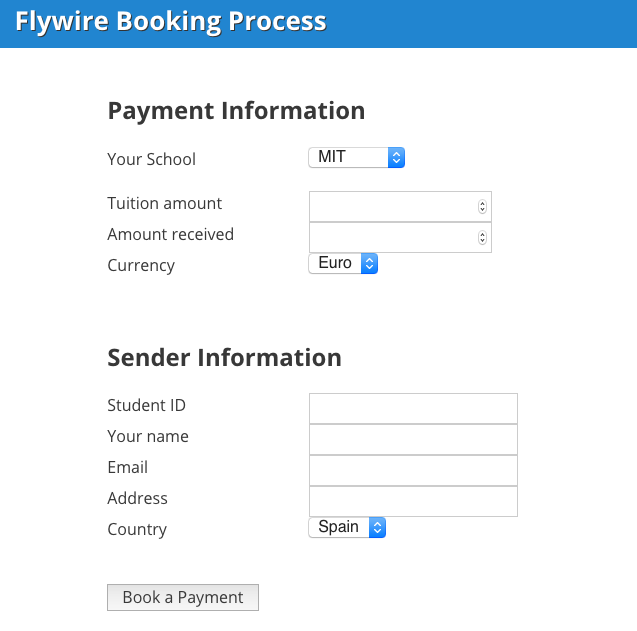 Flywire Booking Process
Payment Information
Your School MIT
Tuition amount
Amount received
Currency Euro
Sender Information
Student ID
Your name
Email
Address
Country Spain
Book a Payment